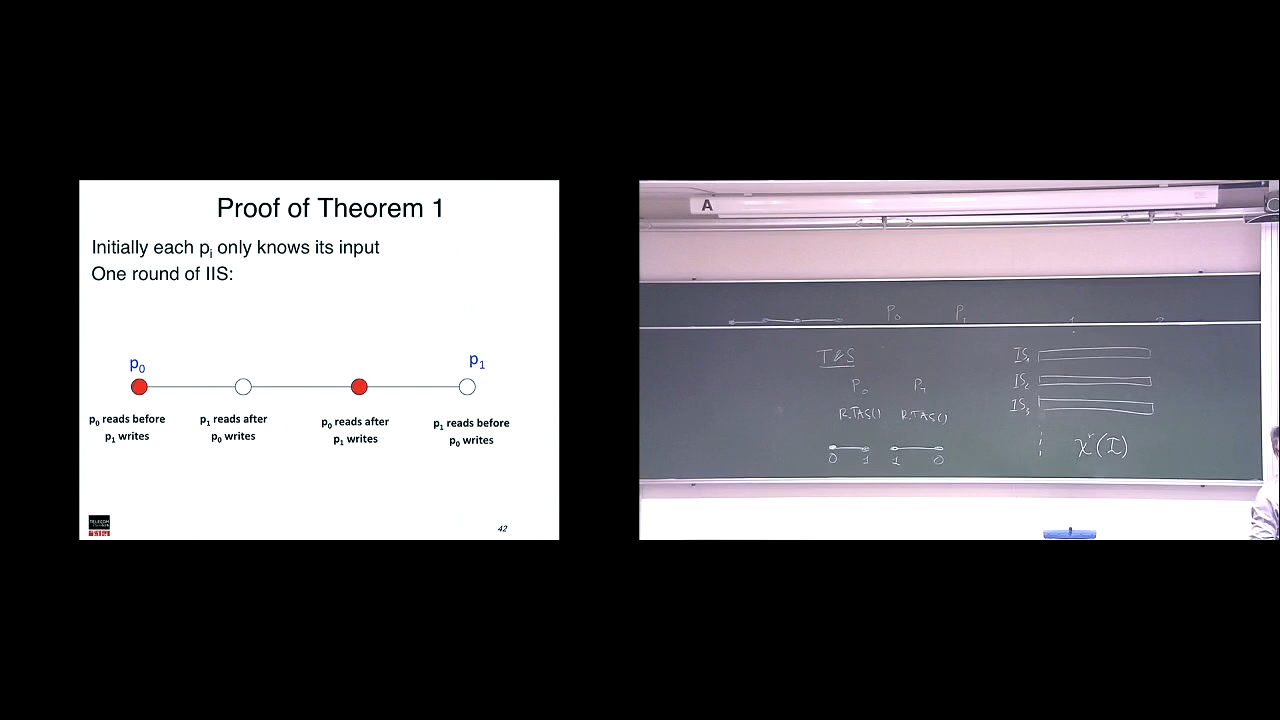 Proof of Theorem 1
Initially each pi only knows its input
One round of IIS:
p0
p1
p0 reads before
p1 writes
p1 reads after
p0 writes
p0 reads after
p1 writes
p1 reads before
p0 writes
TELECOM
42
A
P0 P1
T&S
P0 P1
R.TAS() R.TAS()
0 1 1 0
IS1
IS2
IS3
χʳ(I)